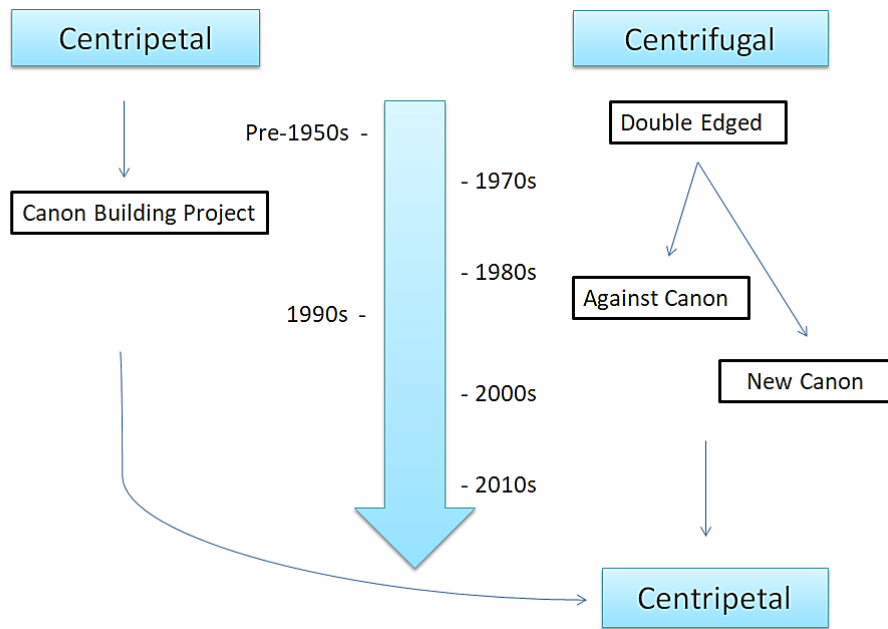 Centripetal
Centrifugal
Pre-1950s -
Double Edged
- 1970s
Canon Building Project
- 1980s
Against Canon
1990s -
New Canon
- 2000s
- 2010s
Centripetal